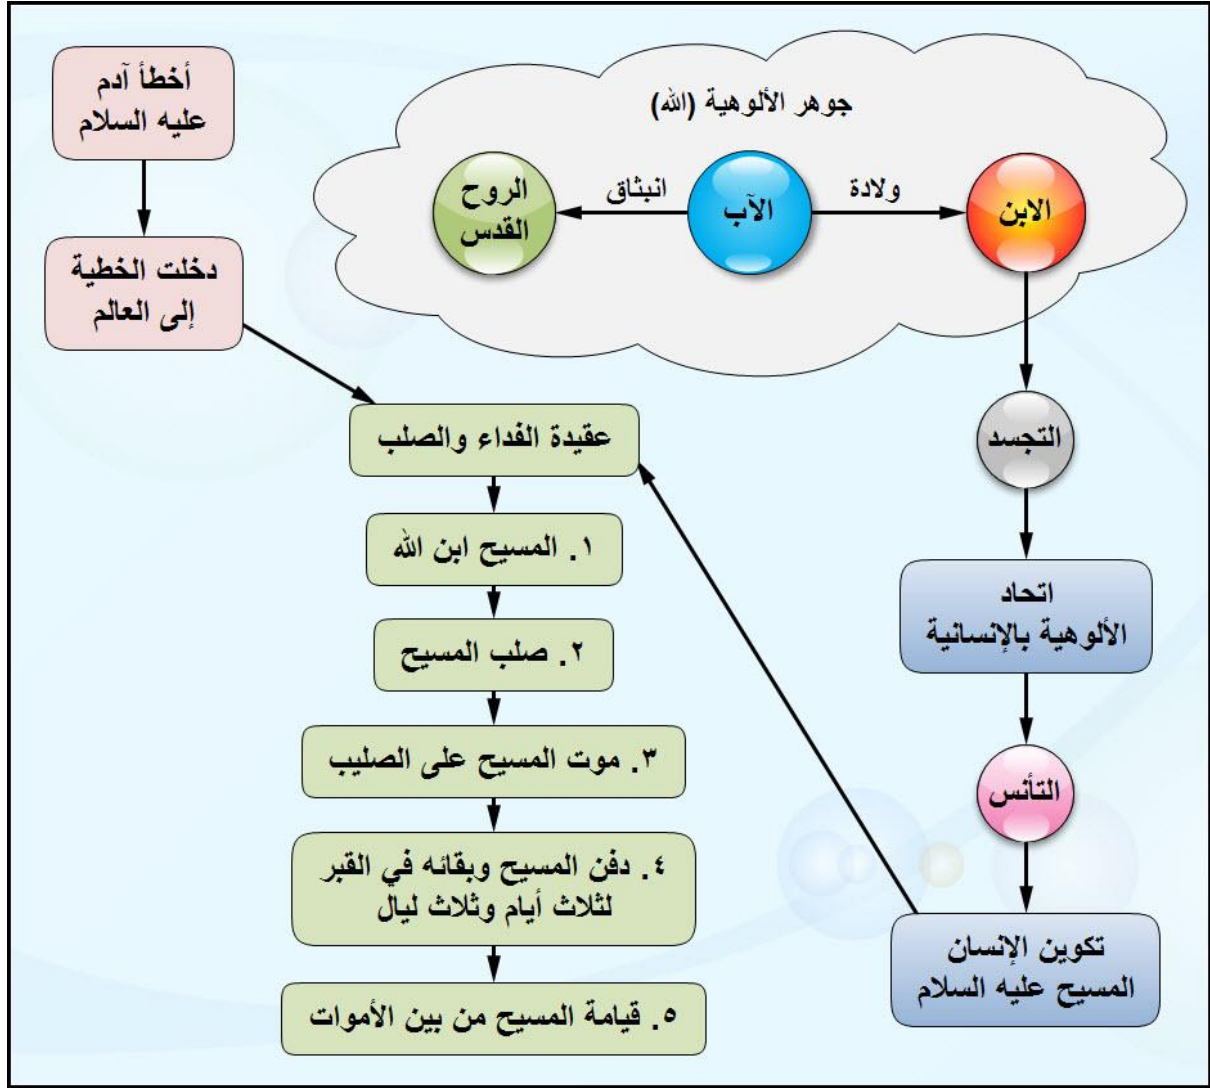 جوهر الألوهية (الله)
الابن
ولادة
الآب
انبثاق
الروح
القدس
التجسد
اتحاد
الألوهية بالإنسانية
التأنس
تكوين الإنسان
المسيح عليه السلام
أخطأ آدم
عليه السلام
دخلت الخطية
إلى العالم
عقيدة الفداء والصلب
١. المسيح ابن الله
٢. صلب المسيح
٣. موت المسيح على الصليب
٤. دفن المسيح وبقائه في القبر
لثلاث أيام وثلاث ليال
٥. قيامة المسيح من بين الأموات